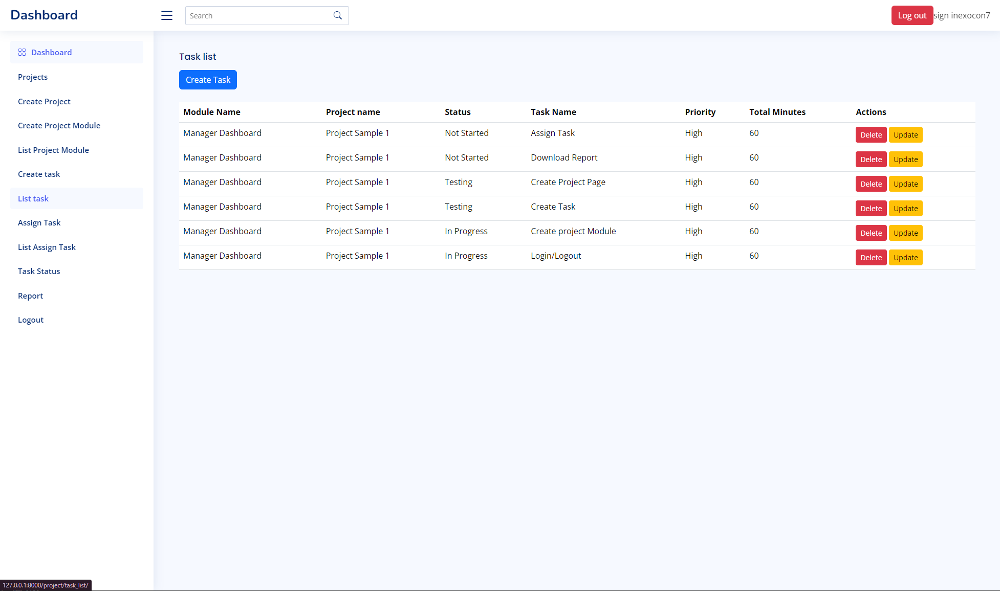 Dashboard
Search
Log out sign inexocon7
Dashboard
Projects
Create Project
Create Project Module
List Project Module
Create task
List task
Assign Task
List Assign Task
Task Status
Report
Logout
Task list
Create Task
Module Name Project name Status Task Name Priority Total Minutes Actions
Manager Dashboard Project Sample 1 Not Started Assign Task High 60 Delete Update
Manager Dashboard Project Sample 1 Not Started Download Report High 60 Delete Update
Manager Dashboard Project Sample 1 Testing Create Project Page High 60 Delete Update
Manager Dashboard Project Sample 1 Testing Create Task High 60 Delete Update
Manager Dashboard Project Sample 1 In Progress Create project Module High 60 Delete Update
Manager Dashboard Project Sample 1 In Progress Login/Logout High 60 Delete Update
127.0.0.1:8000/project/task_list/